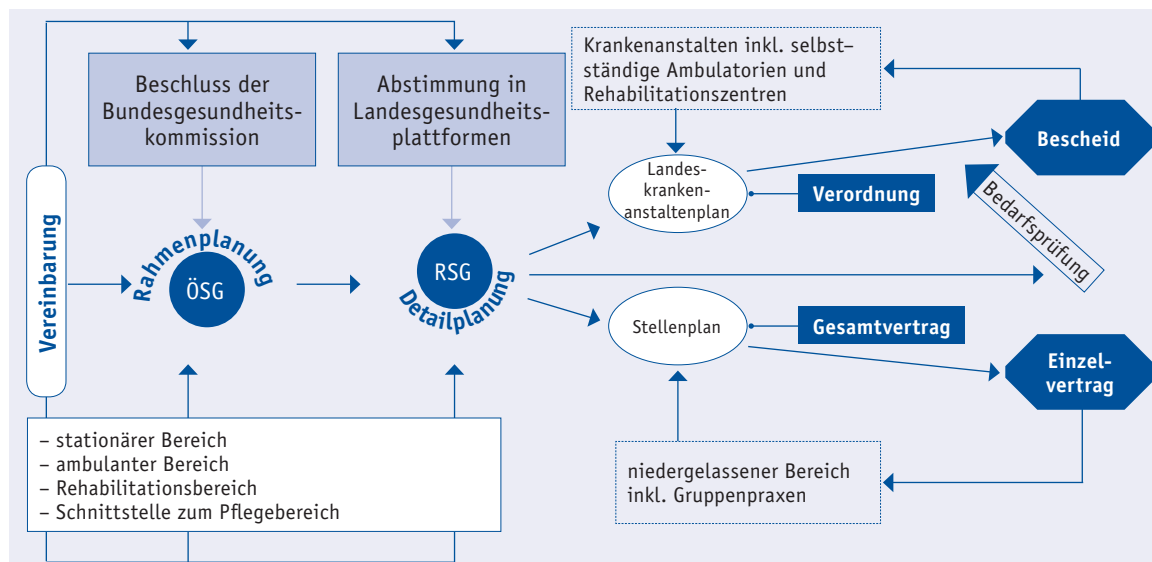 Beschluss der
Bundesgesundheits-
kommission
Abstimmung in
Landesgesundheits-
plattformen
Krankenanstalten inkl. selbst-
ständige Ambulatorien und
Rehabilitationszentren
Bescheid
Landes-
kranken-
anstaltenplan
Verordnung
Bedarfsprüfung
Vereinbarung
Rahmenplanung
ÖSG
RSG
Detailplanung
Stellenplan
Gesamtvertrag
Einzel-
vertrag
– stationärer Bereich
– ambulanter Bereich
– Rehabilitationsbereich
– Schnittstelle zum Pflegebereich
niedergelassener Bereich
inkl. Gruppenpraxen